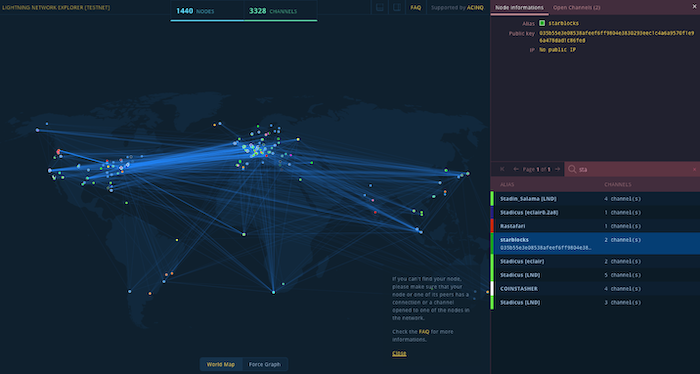 LIGHTNING NETWORK EXPLORER [TESTNET]
1440 NODES
3328 CHANNELS
FAQ
Supported by ACINQ
Node Informations
Open Channels (2)
Alias starblocks
Public key
IP No public IP
Page 1 of 1
sta
ALIAS CHANNELS
Stadin_Salama [LND] 4 channel(s)
Stadicus [eclair0.2a8] 1 channel(s)
Rastafari 1 channel(s)
starblocks 2 channel(s)
Stadicus [eclair] 2 channel(s)
Stadicus [LND] 5 channel(s)
COINSTASHER 4 channel(s)
Stadicus [LND] 3 channel(s)
If you can't find your node,
please make sure that your
node or one of its peers has a
connection or a channel
opened to one of the nodes in
the network.
Check the FAQ for more
informations.
Close
World Map
Force Graph